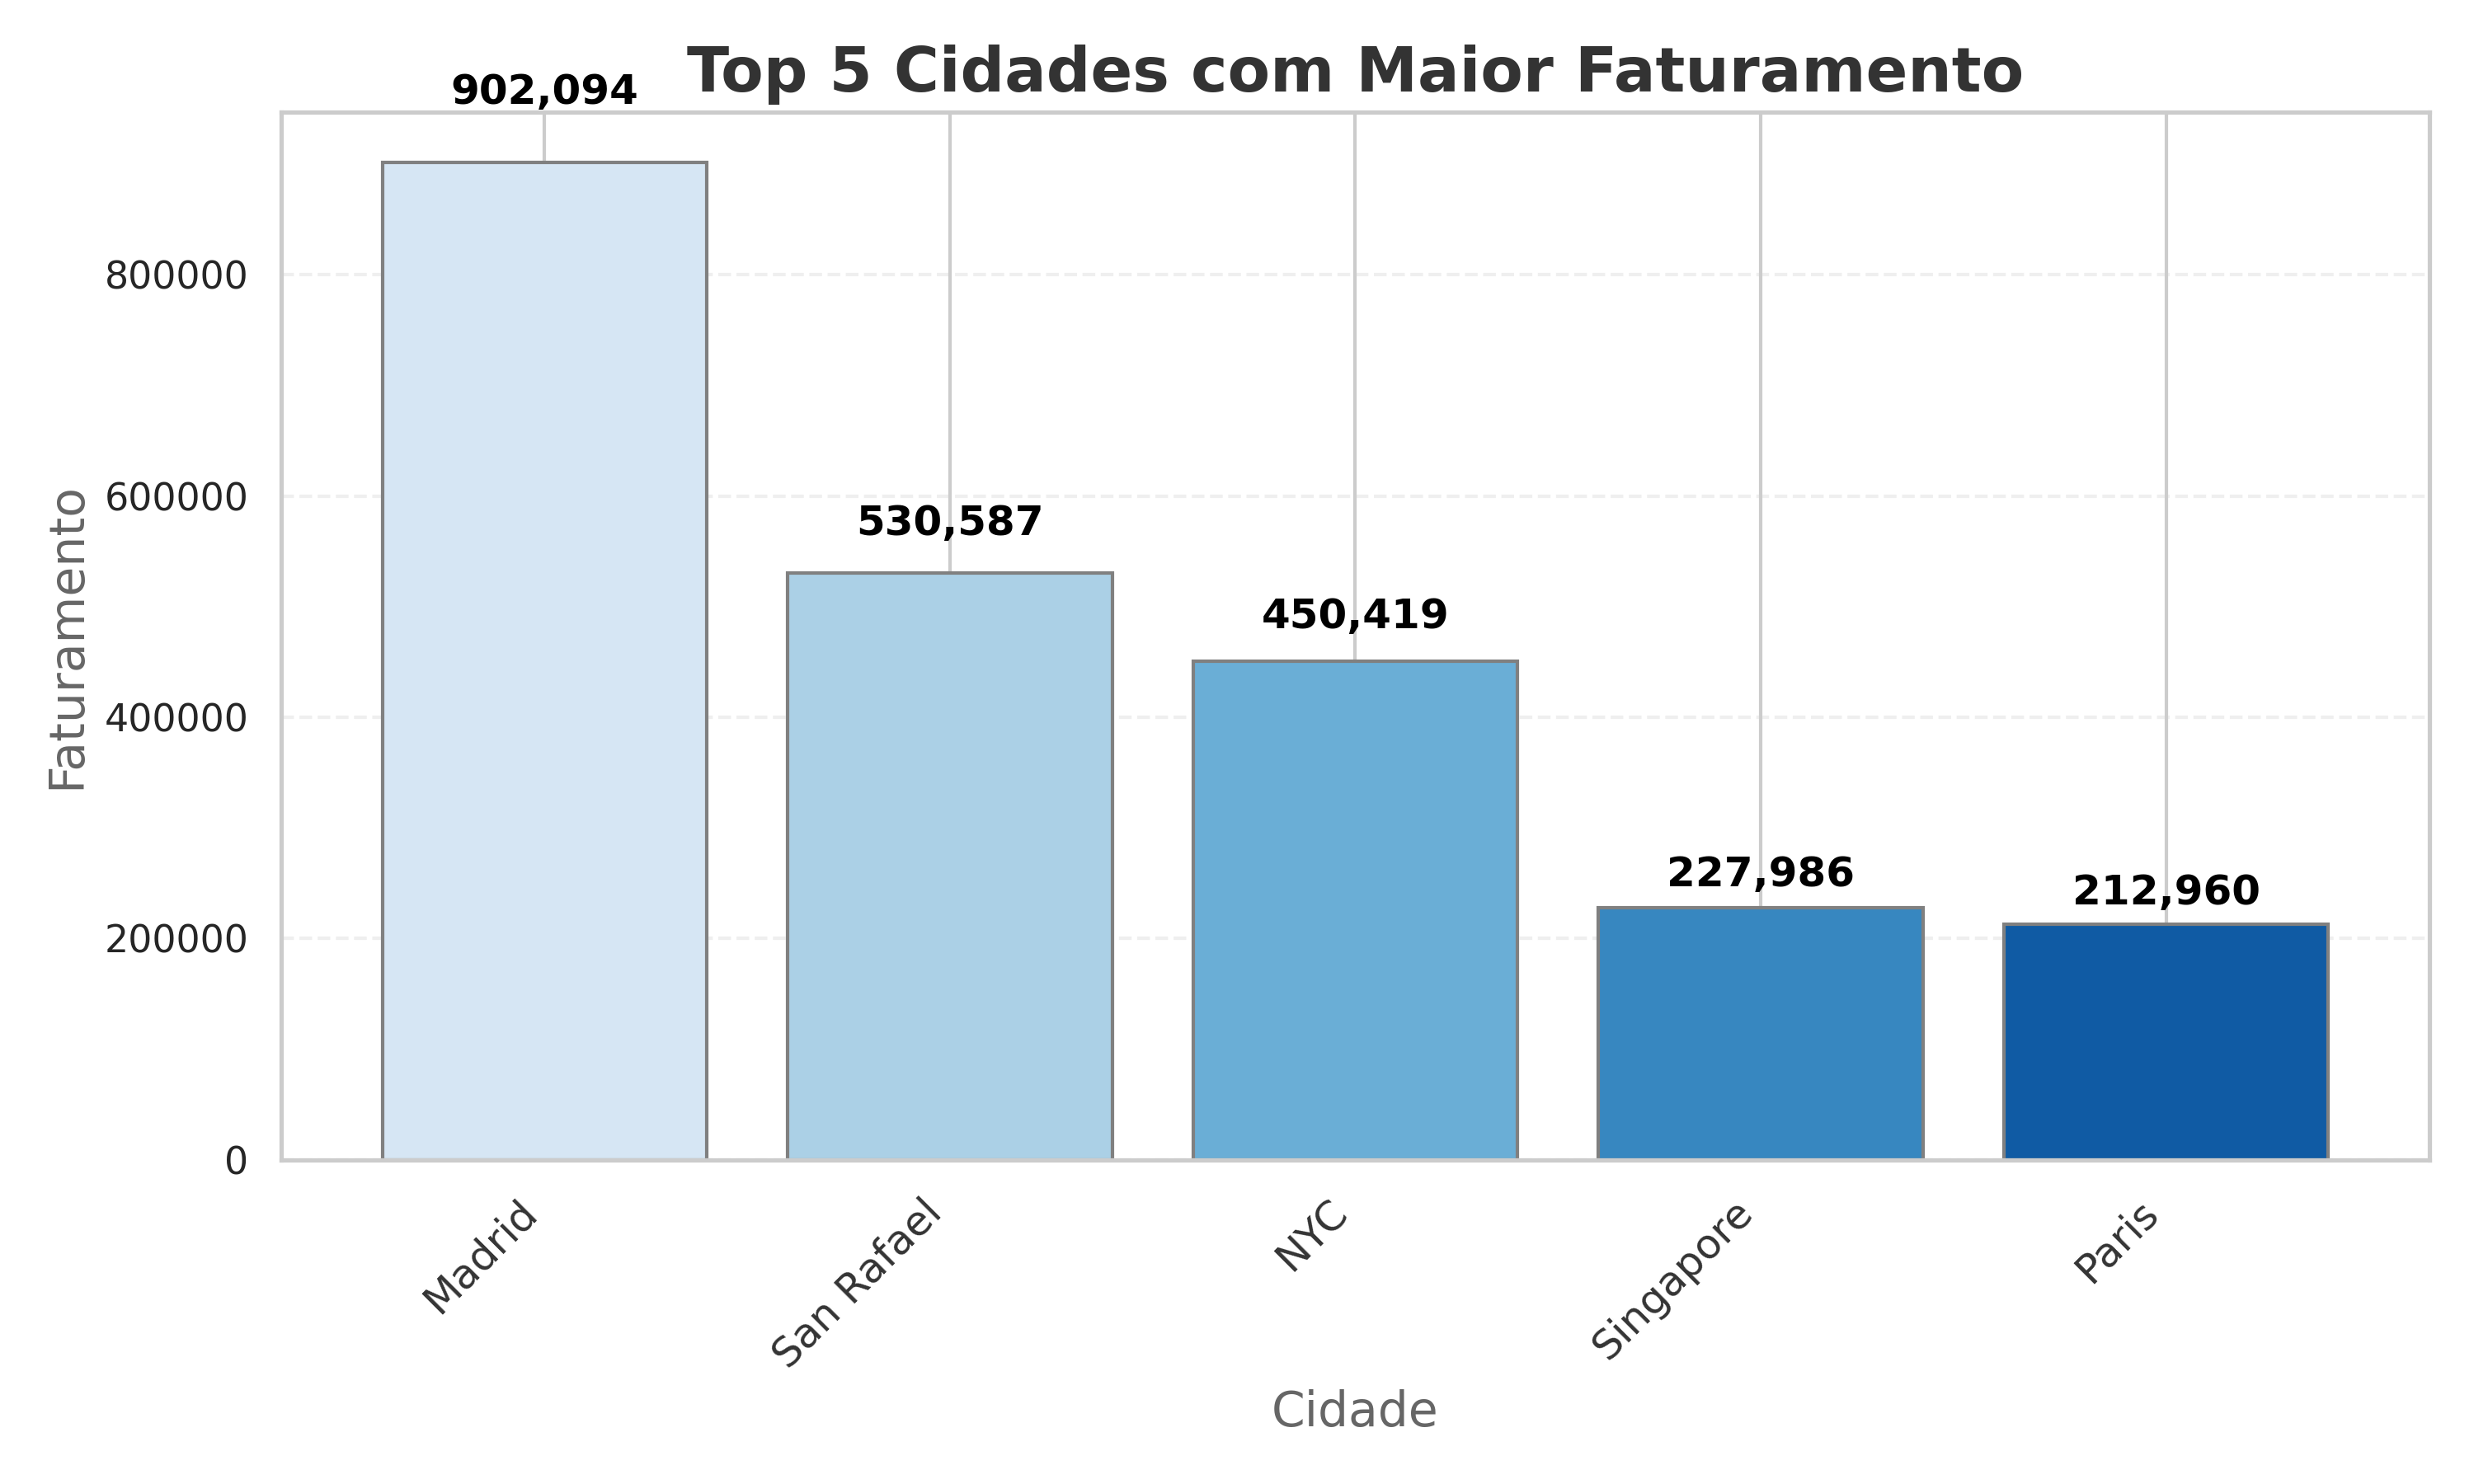 Top 5 Cidades com Maior Faturamento
902,094
530,587
450,419
227,986
212,960
Faturamento
800000
600000
400000
200000
0
Madrid
San Rafael
NYC
Singapore
Paris
Cidade